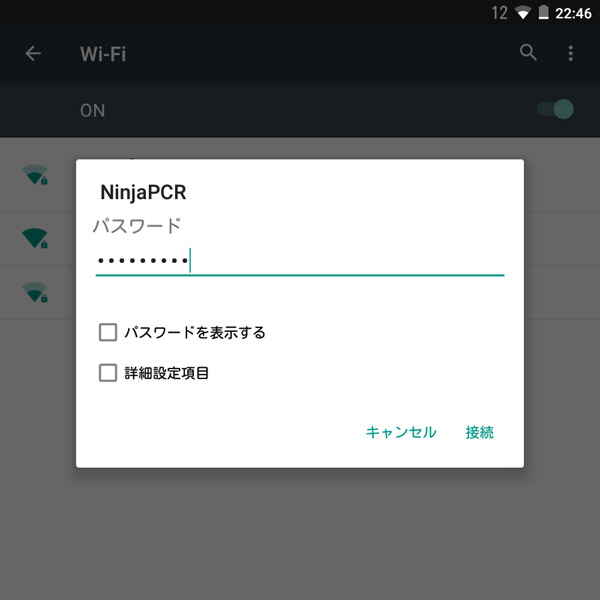 12 22:46
Wi-Fi
ON
NinjaPCR
パスワード
•••••••••
パスワードを表示する
詳細設定項目
キャンセル 接続